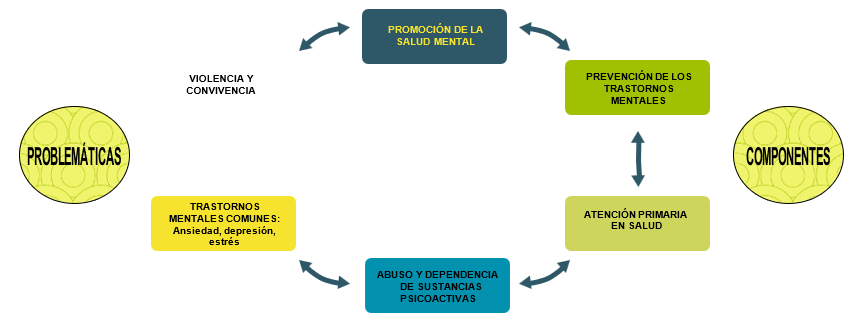 PROMOCIÓN DE LA
SALUD MENTAL
VIOLENCIA Y
CONVIVENCIA
PREVENCIÓN DE LOS
TRASTORNOS
MENTALES
PROBLEMÁTICAS
COMPONENTES
TRASTORNOS
MENTALES COMUNES:
Ansiedad, depresión,
estrés
ATENCIÓN PRIMARIA
EN SALUD
ABUSO Y DEPENDENCIA
DE SUSTANCIAS
PSICOACTIVAS